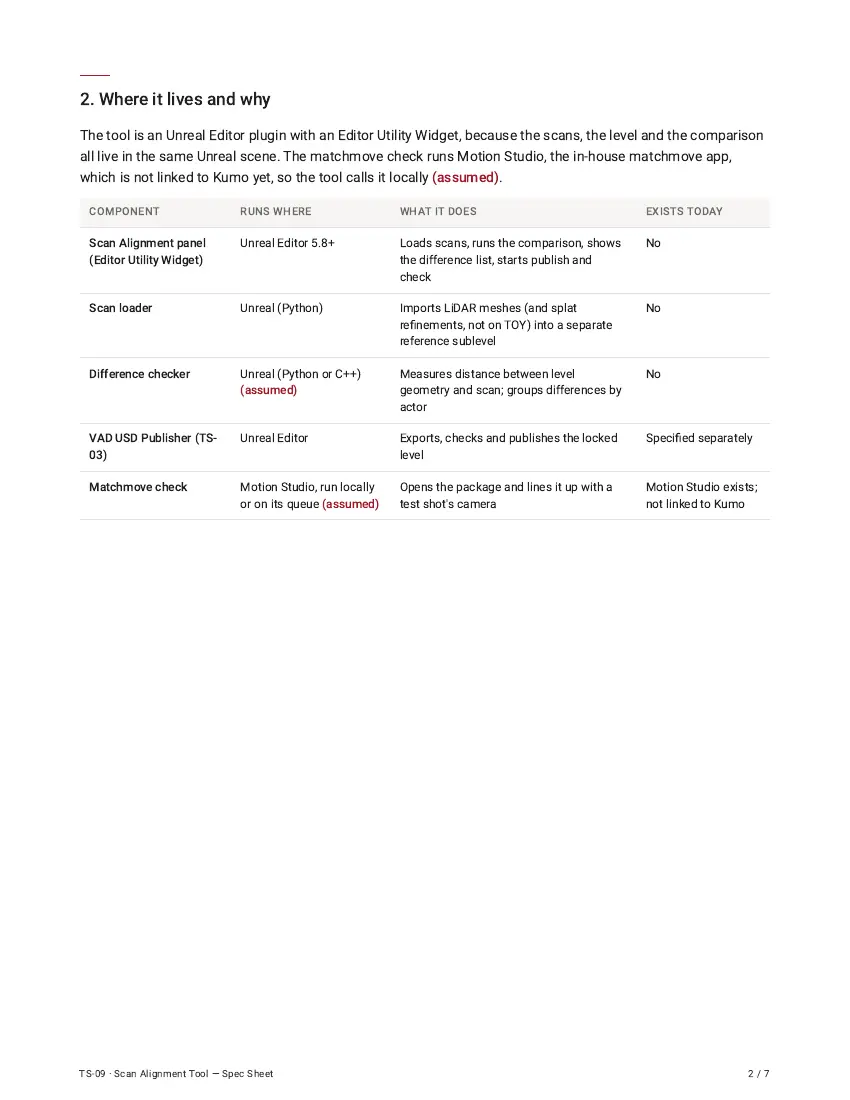 2. Where it lives and why
The tool is an Unreal Editor plugin with an Editor Utility Widget, because the scans, the level and the comparison
all live in the same Unreal scene. The matchmove check runs Motion Studio, the in-house matchmove app,
which is not linked to Kumo yet, so the tool calls it locally (assumed).
COMPONENT RUNS WHERE WHAT IT DOES EXISTS TODAY
Scan Alignment panel Unreal Editor 5.8+ Loads scans, runs the comparison, shows No
(Editor Utility Widget) the difference list, starts publish and
check
Scan loader Unreal (Python) Imports LiDAR meshes (and splat No
refinements, not on TOY) into a separate
reference sublevel
Difference checker Unreal (Python or C++) Measures distance between level No
(assumed) geometry and scan; groups differences by
actor
VAD USD Publisher (TS- Unreal Editor Exports, checks and publishes the locked Specified separately
03) level
Matchmove check Motion Studio, run locally Opens the package and lines it up with a Motion Studio exists;
or on its queue (assumed) test shot's camera not linked to Kumo
TS-09 · Scan Alignment Tool — Spec Sheet 2 / 7